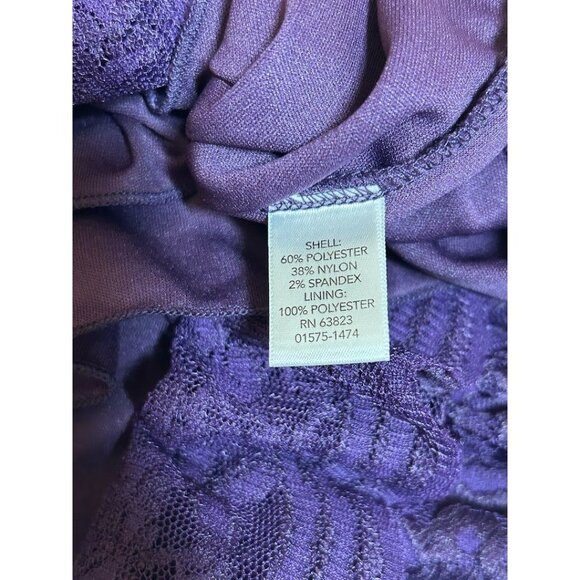 SHELL:
60% POLYESTER
38% NYLON
2% SPANDEX
LINING:
100% POLYESTER
RN 63823
01575-1474